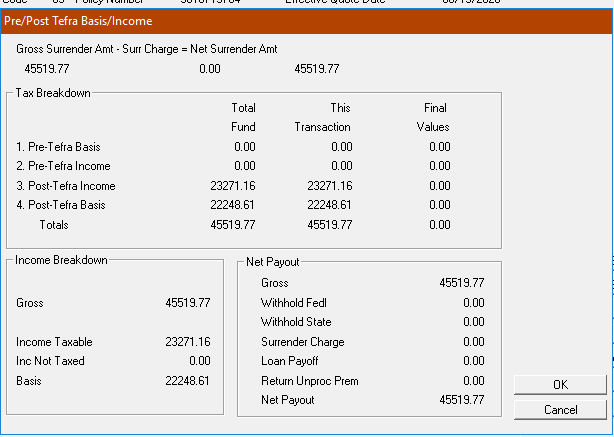 Policy Number
Effective Quote Date
Pre/Post Tefra Basis/Income
Gross Surrender Amt - Surr Charge = Net Surrender Amt
45519.77 0.00 45519.77
Tax Breakdown
Total This Final
Fund Transaction Values
1. Pre-Tefra Basis 0.00 0.00 0.00
2. Pre-Tefra Income 0.00 0.00 0.00
3. Post-Tefra Income 23271.16 23271.16 0.00
4. Post-Tefra Basis 22248.61 22248.61 0.00
Totals 45519.77 45519.77 0.00
Income Breakdown
Gross 45519.77
Income Taxable 23271.16
Inc Not Taxed 0.00
Basis 22248.61
Net Payout
Gross 45519.77
Withhold Fedl 0.00
Withhold State 0.00
Surrender Charge 0.00
Loan Payoff 0.00
Return Unproc Prem 0.00
Net Payout 45519.77
OK
Cancel